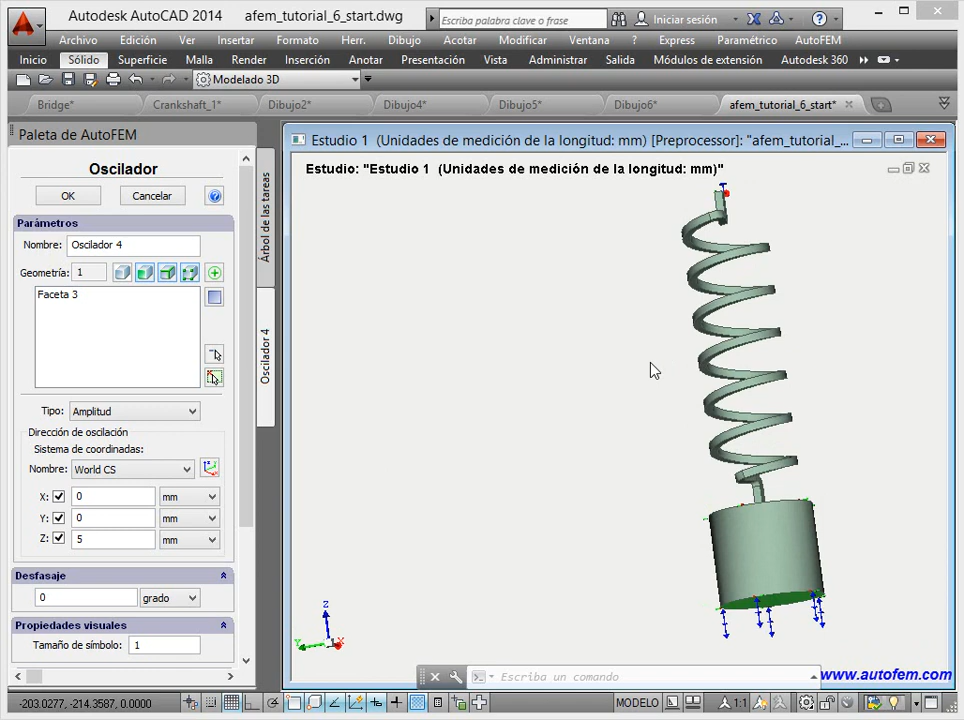 Autodesk AutoCAD 2014 afem_tutorial_6_start.dwg
Escriba palabra clave o frase
Iniciar sesión
Archivo Edición Ver Insertar Formato Herr. Dibujo Acotar Modificar Ventana ? Express Paramétrico AutoFEM
Inicio Sólido Superficie Malla Render Inserción Anotar Presentación Vista Administrar Salida Módulos de extensión Autodesk 360
Modelado 3D
Bridge* Crankshaft_1* Dibujo2* Dibujo4* Dibujo5* Dibujo6* afem_tutorial_6_start*
Paleta de AutoFEM
Oscilador
OK Cancelar
Parámetros
Nombre: Oscilador 4
Geometría: 1
Faceta 3
Tipo: Amplitud
Dirección de oscilación
Sistema de coordenadas:
Nombre: World CS
X: 0 mm
Y: 0 mm
Z: 5 mm
Desfasaje
0 grado
Propiedades visuales
Tamaño de símbolo: 1
Árbol de las tareas
Oscilador 4
Estudio 1 (Unidades de medición de la longitud: mm) [Preprocessor]: "afem_tutorial_...
Estudio: "Estudio 1 (Unidades de medición de la longitud: mm)"
Z
Y
X
Escriba un comando
www.autofem.com
-203.0277, -214.3587, 0.0000
MODELO
1:1